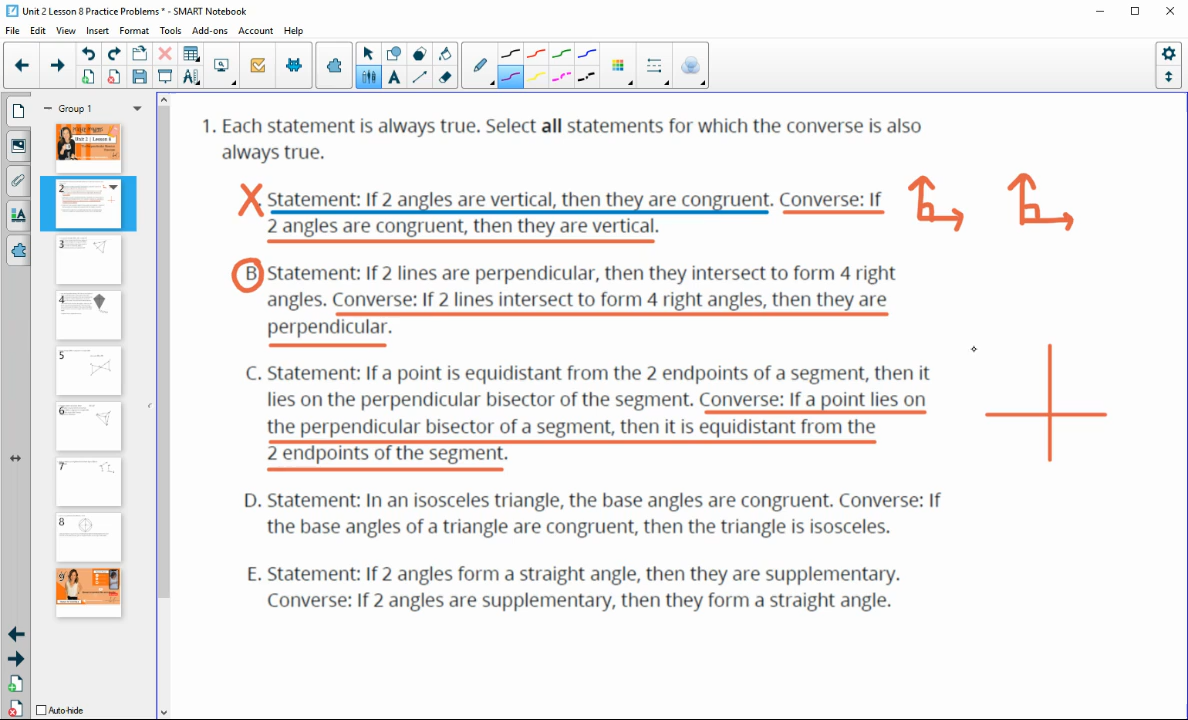 Unit 2 Lesson 8 Practice Problems * - SMART Notebook
File Edit View Insert Format Tools Add-ons Account Help
Group 1
1. Each statement is always true. Select all statements for which the converse is also
always true.
X Statement: If 2 angles are vertical, then they are congruent. Converse: If
2 angles are congruent, then they are vertical.
B Statement: If 2 lines are perpendicular, then they intersect to form 4 right
angles. Converse: If 2 lines intersect to form 4 right angles, then they are
perpendicular.
C. Statement: If a point is equidistant from the 2 endpoints of a segment, then it
lies on the perpendicular bisector of the segment. Converse: If a point lies on
the perpendicular bisector of a segment, then it is equidistant from the
2 endpoints of the segment.
D. Statement: In an isosceles triangle, the base angles are congruent. Converse: If
the base angles of a triangle are congruent, then the triangle is isosceles.
E. Statement: If 2 angles form a straight angle, then they are supplementary.
Converse: If 2 angles are supplementary, then they form a straight angle.
2
3
4
5
6
7
8
9
Auto-hide